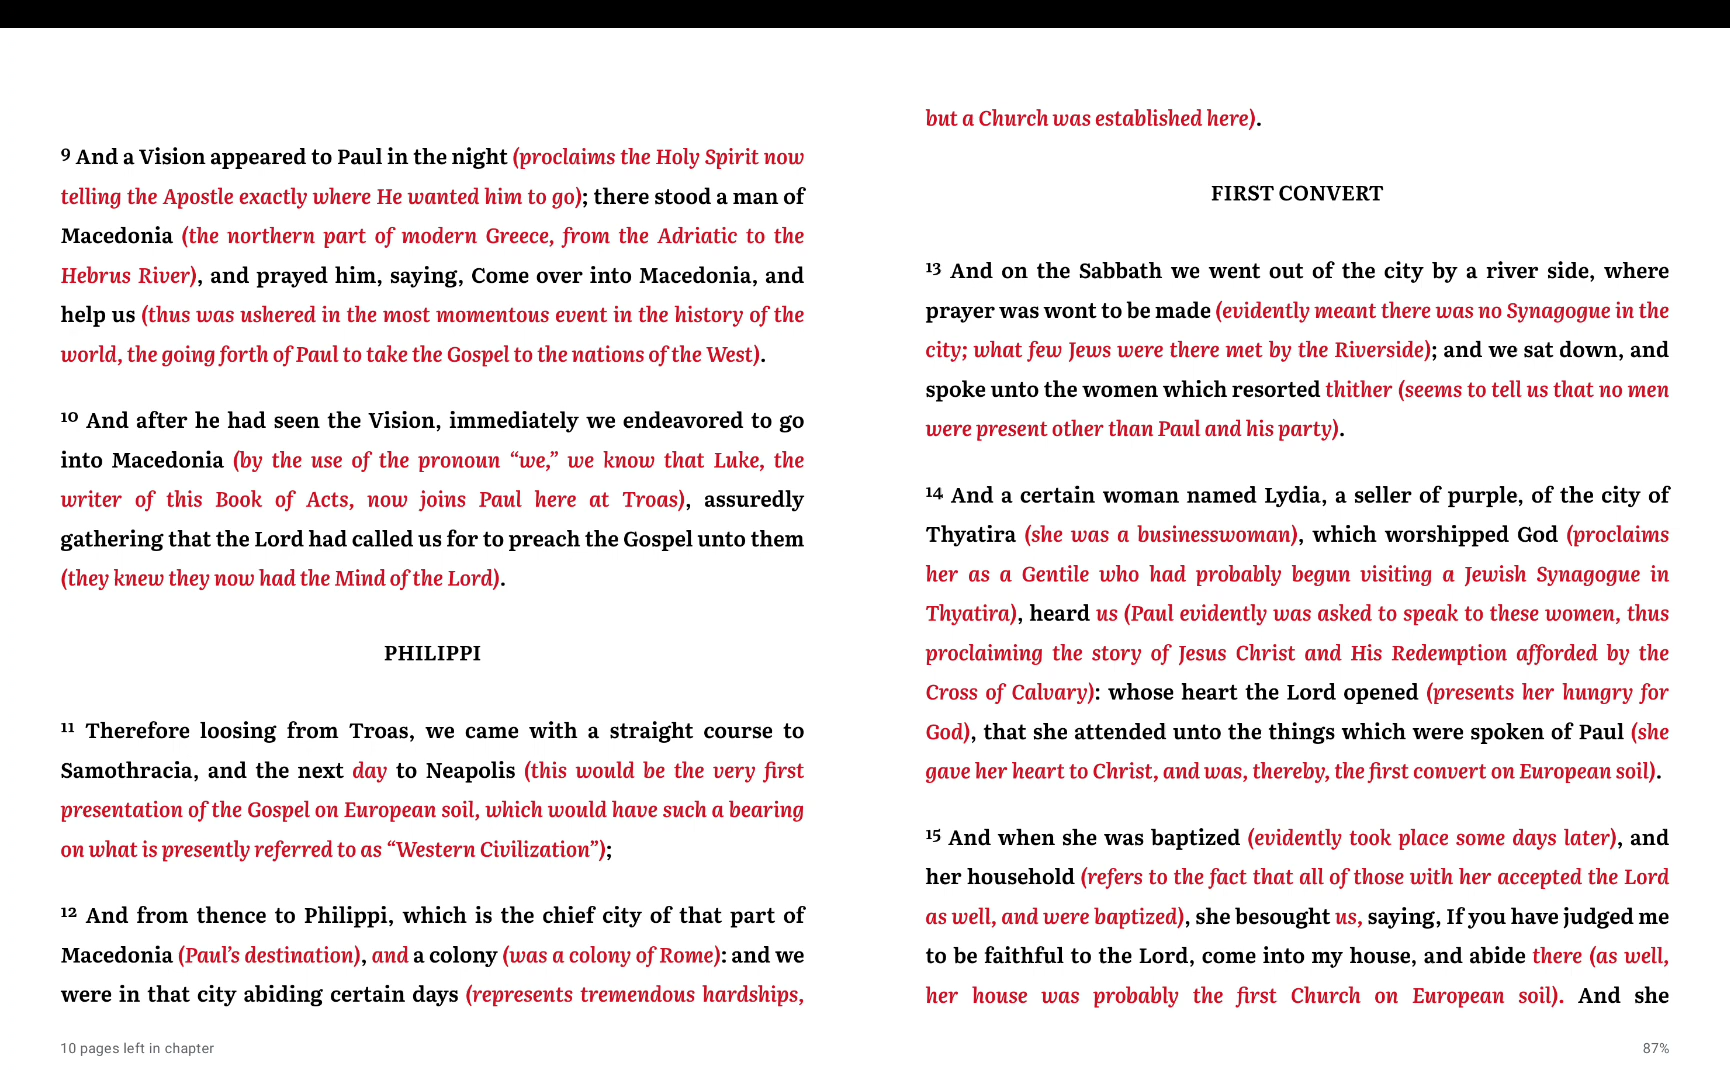 9 And a Vision appeared to Paul in the night (proclaims the Holy Spirit now
telling the Apostle exactly where He wanted him to go); there stood a man of
Macedonia (the northern part of modern Greece, from the Adriatic to the
Hebrus River), and prayed him, saying, Come over into Macedonia, and
help us (thus was ushered in the most momentous event in the history of the
world, the going forth of Paul to take the Gospel to the nations of the West).
10 And after he had seen the Vision, immediately we endeavored to go
into Macedonia (by the use of the pronoun “we,” we know that Luke, the
writer of this Book of Acts, now joins Paul here at Troas), assuredly
gathering that the Lord had called us for to preach the Gospel unto them
(they knew they now had the Mind of the Lord).
PHILIPPI
11 Therefore loosing from Troas, we came with a straight course to
Samothracia, and the next day to Neapolis (this would be the very first
presentation of the Gospel on European soil, which would have such a bearing
on what is presently referred to as “Western Civilization”);
12 And from thence to Philippi, which is the chief city of that part of
Macedonia (Paul’s destination), and a colony (was a colony of Rome): and we
were in that city abiding certain days (represents tremendous hardships,
10 pages left in chapter
but a Church was established here).
FIRST CONVERT
13 And on the Sabbath we went out of the city by a river side, where
prayer was wont to be made (evidently meant there was no Synagogue in the
city; what few Jews were there met by the Riverside); and we sat down, and
spoke unto the women which resorted thither (seems to tell us that no men
were present other than Paul and his party).
14 And a certain woman named Lydia, a seller of purple, of the city of
Thyatira (she was a businesswoman), which worshipped God (proclaims
her as a Gentile who had probably begun visiting a Jewish Synagogue in
Thyatira), heard us (Paul evidently was asked to speak to these women, thus
proclaiming the story of Jesus Christ and His Redemption afforded by the
Cross of Calvary): whose heart the Lord opened (presents her hungry for
God), that she attended unto the things which were spoken of Paul (she
gave her heart to Christ, and was, thereby, the first convert on European soil).
15 And when she was baptized (evidently took place some days later), and
her household (refers to the fact that all of those with her accepted the Lord
as well, and were baptized), she besought us, saying, If you have judged me
to be faithful to the Lord, come into my house, and abide there (as well,
her house was probably the first Church on European soil). And she
87%